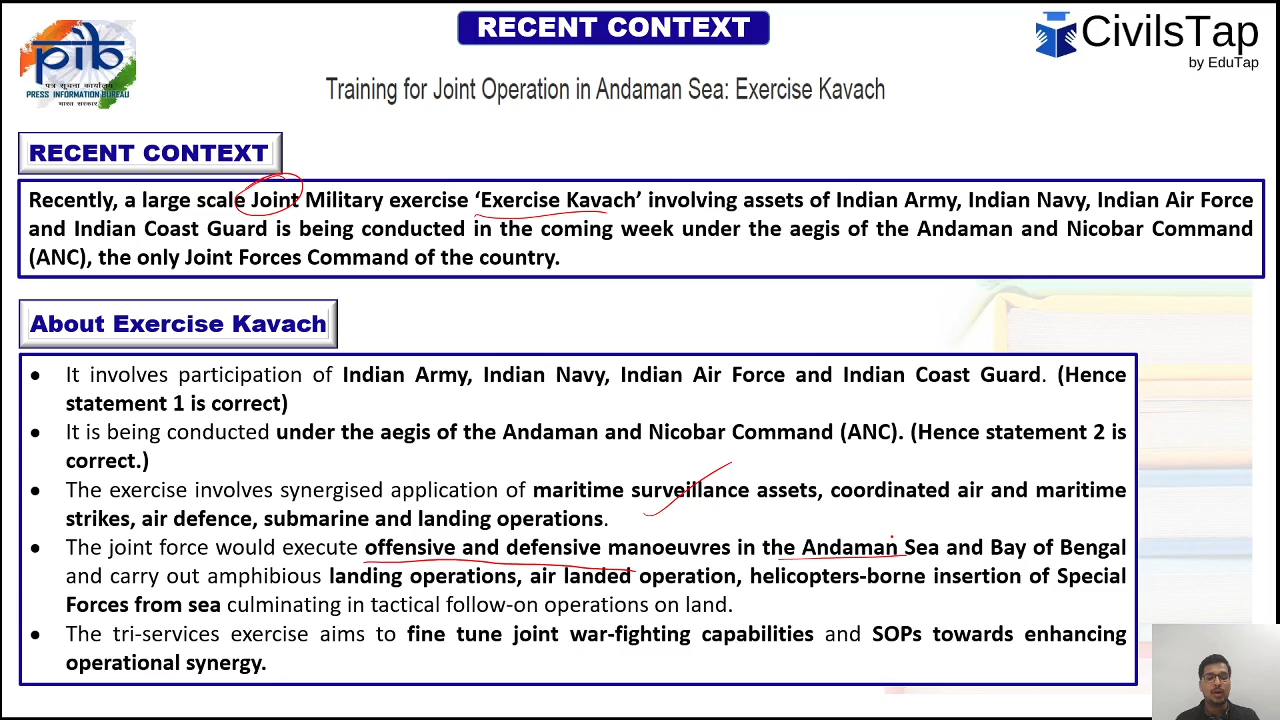 RECENT CONTEXT
pib
पत्र सूचना कार्यालय
PRESS INFORMATION BUREAU
भारत सरकार
CivilsTap
by EduTap
Training for Joint Operation in Andaman Sea: Exercise Kavach
RECENT CONTEXT
Recently, a large scale Joint Military exercise ‘Exercise Kavach’ involving assets of Indian Army, Indian Navy, Indian Air Force
and Indian Coast Guard is being conducted in the coming week under the aegis of the Andaman and Nicobar Command
(ANC), the only Joint Forces Command of the country.
About Exercise Kavach
● It involves participation of Indian Army, Indian Navy, Indian Air Force and Indian Coast Guard. (Hence
statement 1 is correct)
● It is being conducted under the aegis of the Andaman and Nicobar Command (ANC). (Hence statement 2 is
correct.)
● The exercise involves synergised application of maritime surveillance assets, coordinated air and maritime
strikes, air defence, submarine and landing operations.
● The joint force would execute offensive and defensive manoeuvres in the Andaman Sea and Bay of Bengal
and carry out amphibious landing operations, air landed operation, helicopters-borne insertion of Special
Forces from sea culminating in tactical follow-on operations on land.
● The tri-services exercise aims to fine tune joint war-fighting capabilities and SOPs towards enhancing
operational synergy.